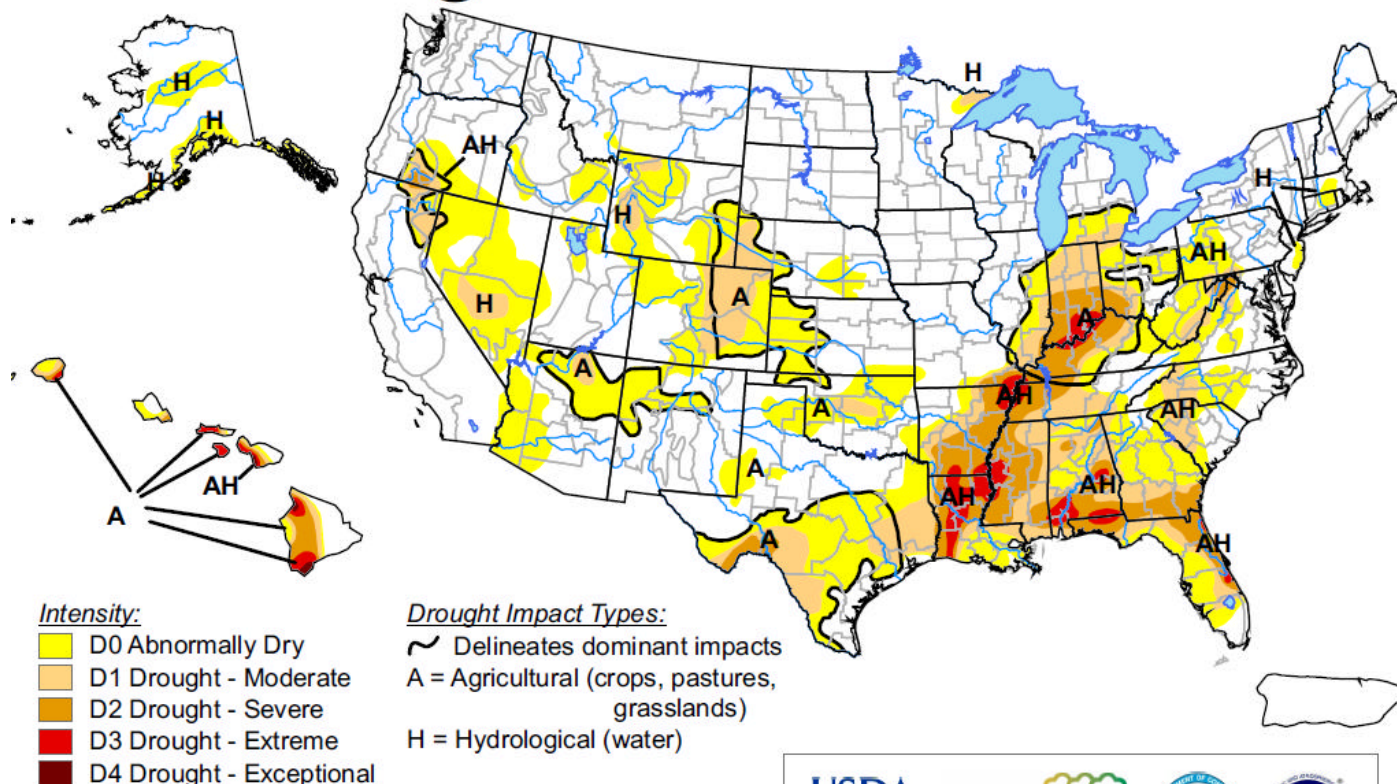 H
H
H
AH
H
H
A
A
H
A
A
A
AH
AH
A
AH
AH
AH
AH
H
A
AH
Intensity:
D0 Abnormally Dry
D1 Drought - Moderate
D2 Drought - Severe
D3 Drought - Extreme
D4 Drought - Exceptional
Drought Impact Types:
Delineates dominant impacts
A = Agricultural (crops, pastures,
grasslands)
H = Hydrological (water)
USDA